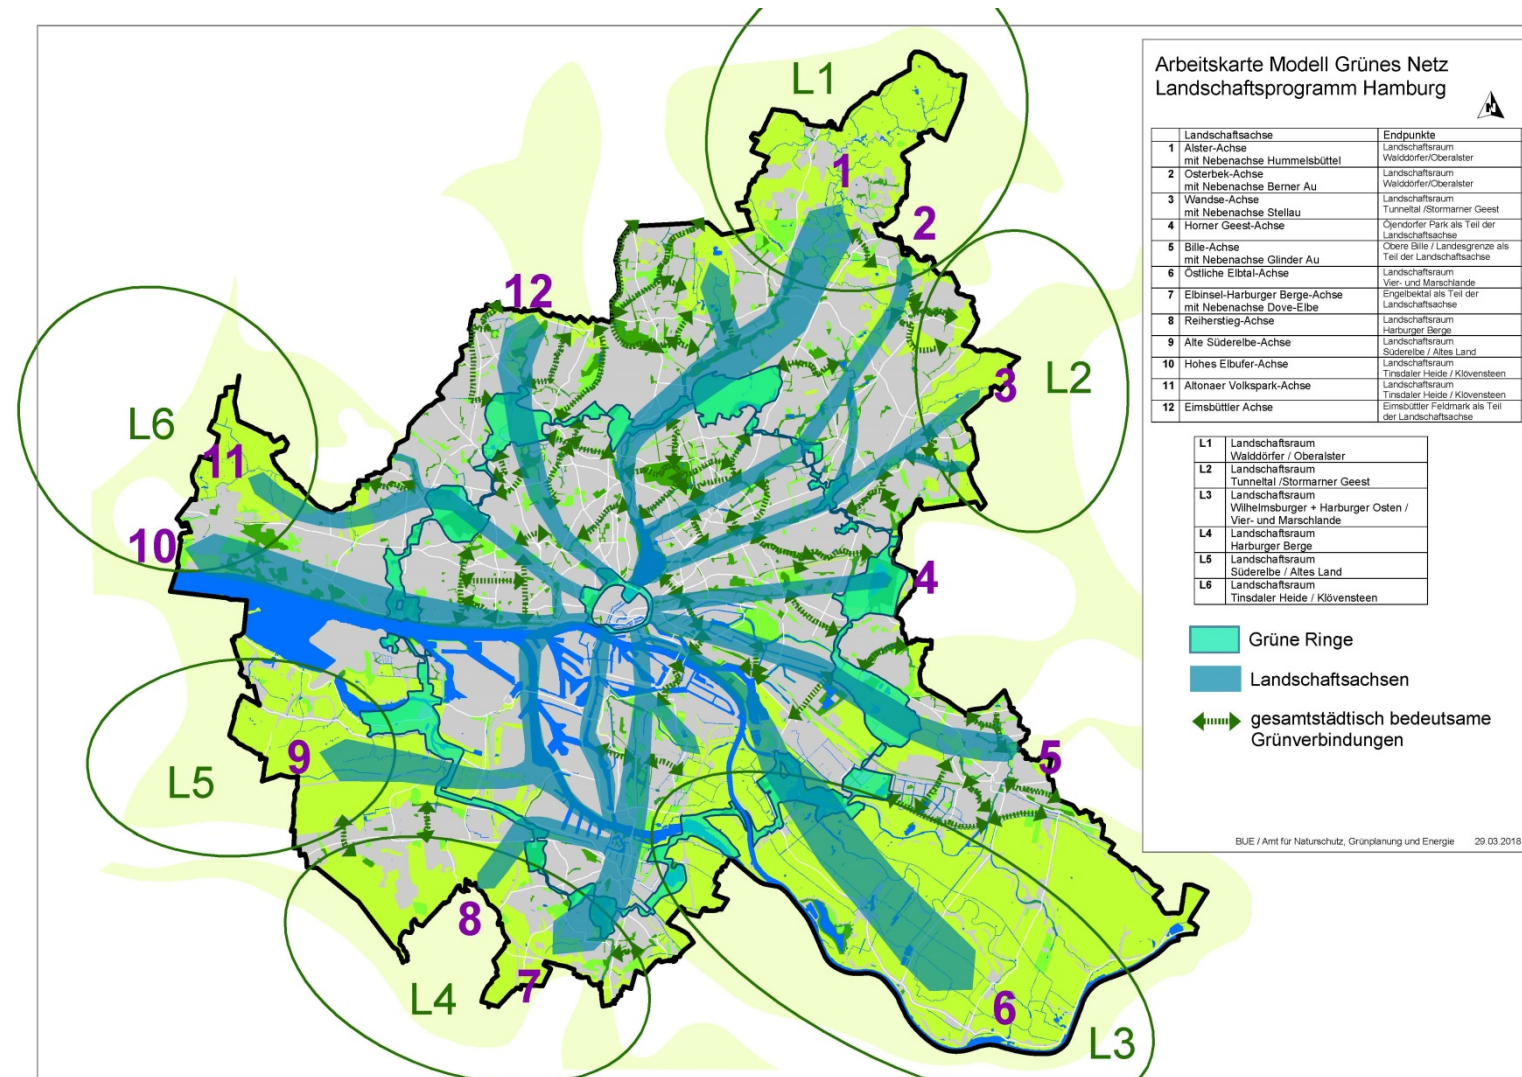 Arbeitskarte Modell Grünes Netz
Landschaftsprogramm Hamburg
N
Landschaftsachse Endpunkte
1 Alster-Achse Landschaftsraum
mit Nebenachse Hummelsbüttel Walddörfer/Oberalster
2 Osterbek-Achse Landschaftsraum
mit Nebenachse Berner Au Walddörfer/Oberalster
3 Wandse-Achse Landschaftsraum
mit Nebenachse Stellau Tunneltal /Stormarner Geest
4 Horner Geest-Achse Öjendorfer Park als Teil der
Landschaftsachse
5 Bille-Achse Obere Bille / Landesgrenze als
mit Nebenachse Glinder Au Teil der Landschaftsachse
6 Östliche Elbtal-Achse Landschaftsraum
Vier- und Marschlande
7 Elbinsel-Harburger Berge-Achse Engelbektal als Teil der
mit Nebenachse Dove-Elbe Landschaftsachse
8 Reiherstieg-Achse Landschaftsraum
Harburger Berge
9 Alte Süderelbe-Achse Landschaftsraum
Süderelbe / Altes Land
10 Hohes Elbufer-Achse Landschaftsraum
Tinsdaler Heide / Klövensteen
11 Altonaer Volkspark-Achse Landschaftsraum
Tinsdaler Heide / Klövensteen
12 Eimsbüttler Achse Eimsbüttler Feldmark als Teil
der Landschaftsachse
L1 Landschaftsraum
Walddörfer / Oberalster
L2 Landschaftsraum
Tunneltal /Stormarner Geest
L3 Landschaftsraum
Wilhelmsburger + Harburger Osten /
Vier- und Marschlande
L4 Landschaftsraum
Harburger Berge
L5 Landschaftsraum
Süderelbe / Altes Land
L6 Landschaftsraum
Tinsdaler Heide / Klövensteen
Grüne Ringe
Landschaftsachsen
gesamtstädtisch bedeutsame
Grünverbindungen
BUE / Amt für Naturschutz, Grünplanung und Energie 29.03.2018
L1
1
2
12
3
L2
L6
11
10
4
9
L5
5
8
7
L4
6
L3